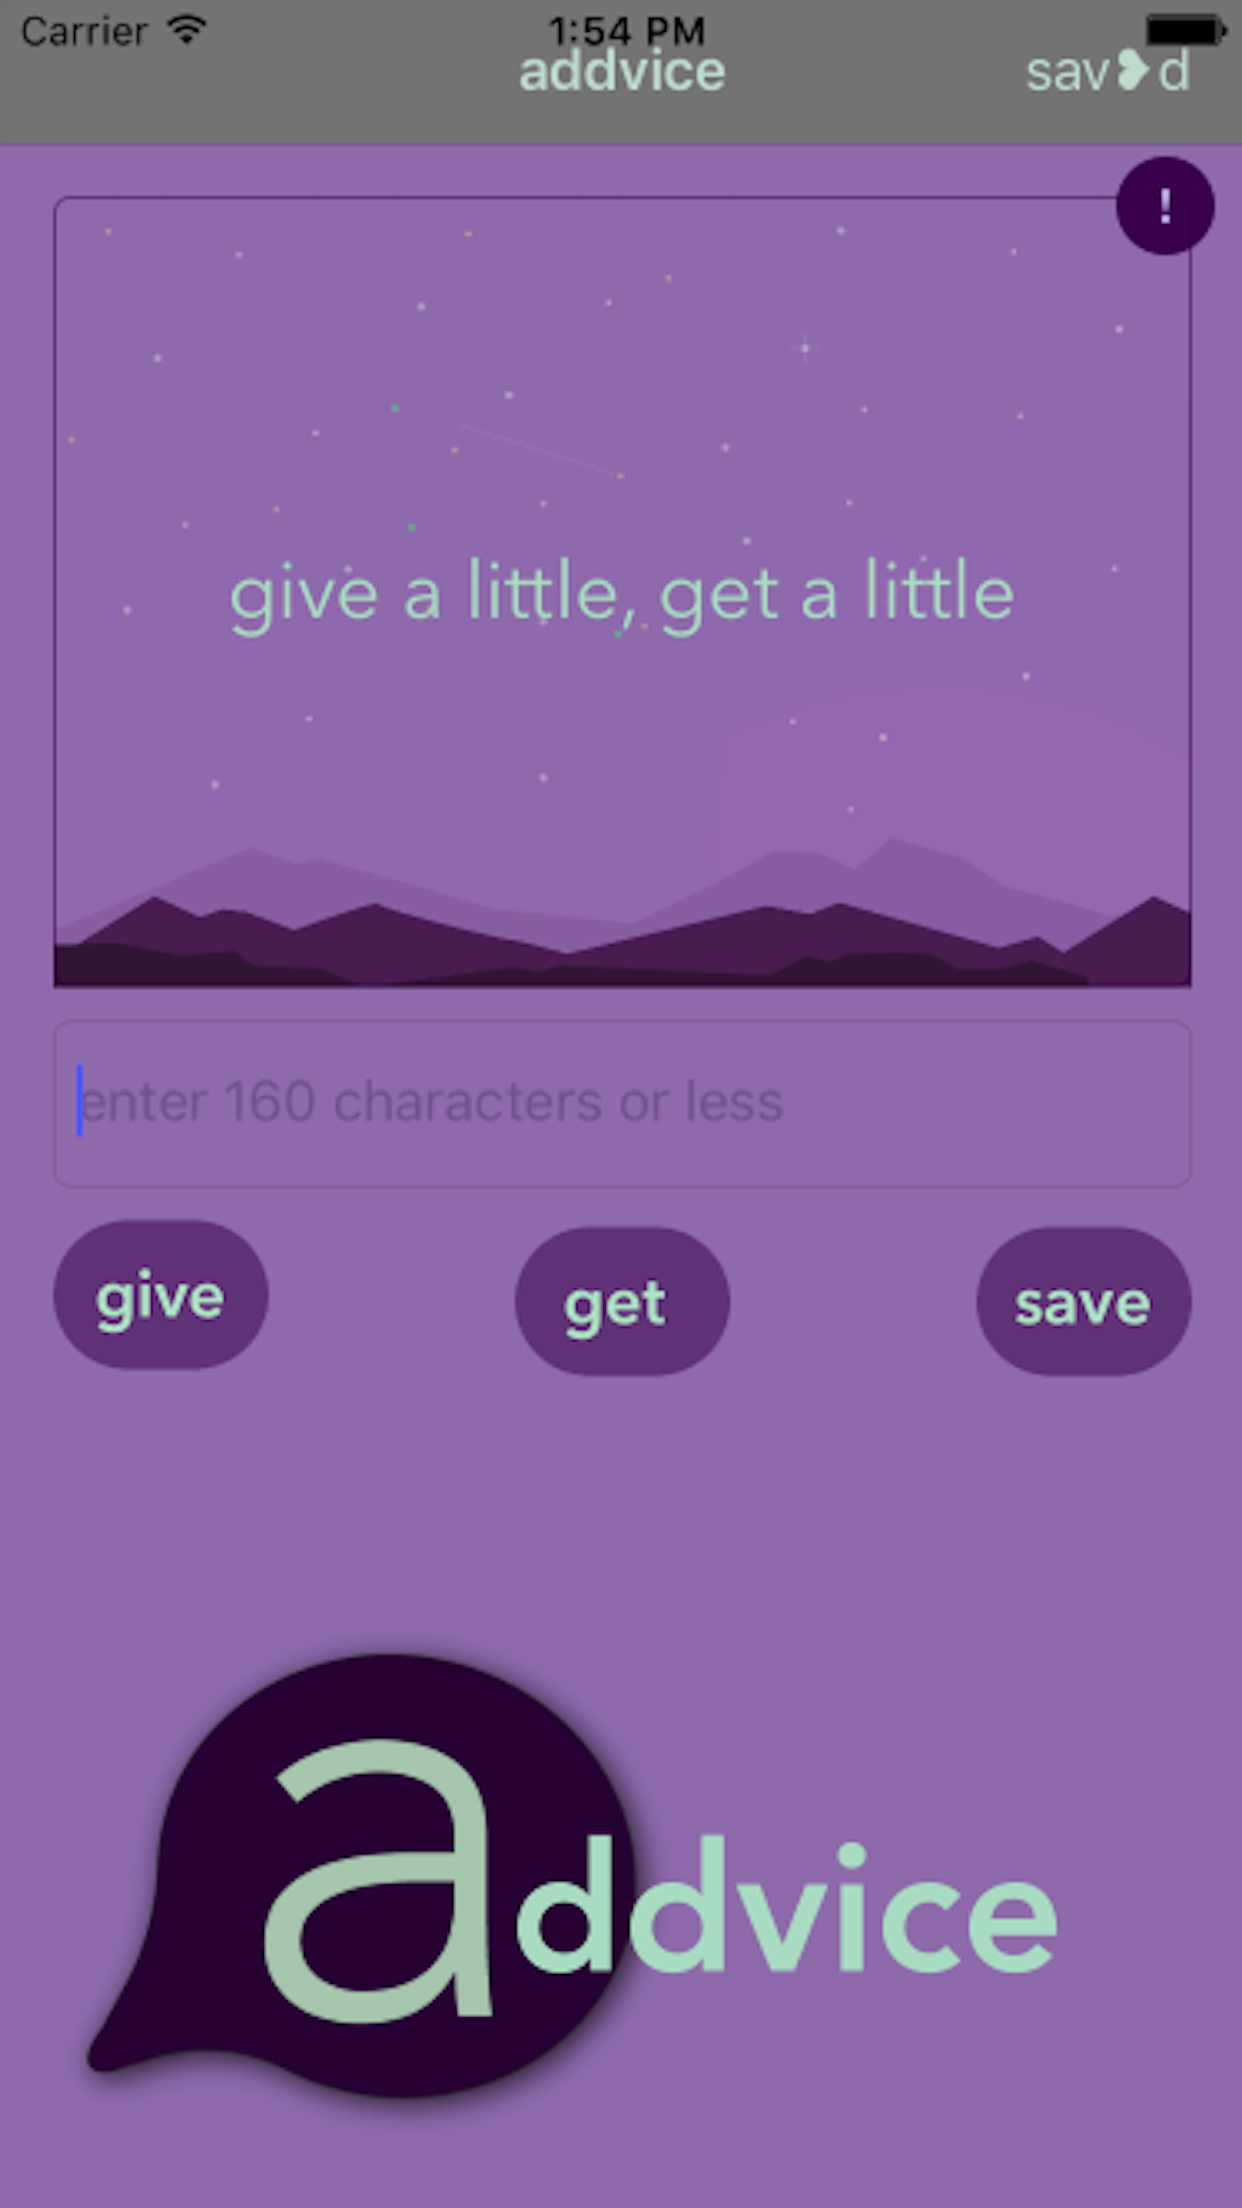 Carrier 1:54 PM
addvice sav❥d
!
give a little, get a little
enter 160 characters or less
give get save
addvice